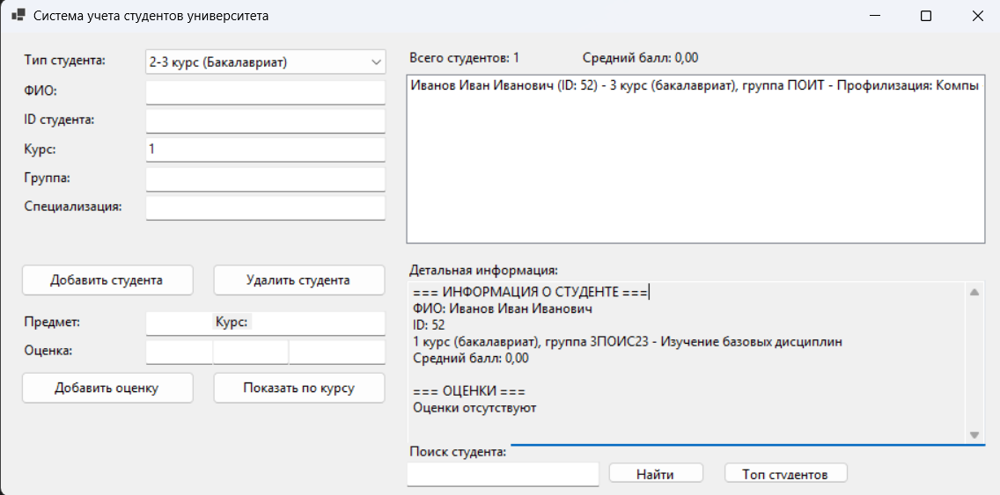 Система учета студентов университета
Тип студента:
2-3 курс (Бакалавриат)
ФИО:
ID студента:
Курс:
1
Группа:
Специализация:
Добавить студента
Удалить студента
Предмет:
Курс:
Оценка:
Добавить оценку
Показать по курсу
Всего студентов: 1
Средний балл: 0,00
Иванов Иван Иванович (ID: 52) - 3 курс (бакалавриат), группа ПОИТ - Профилизация: Компы
Детальная информация:
=== ИНФОРМАЦИЯ О СТУДЕНТЕ ===
ФИО: Иванов Иван Иванович
ID: 52
1 курс (бакалавриат), группа 3ПОИС23 - Изучение базовых дисциплин
Средний балл: 0,00
=== ОЦЕНКИ ===
Оценки отсутствуют
Поиск студента:
Найти
Топ студентов